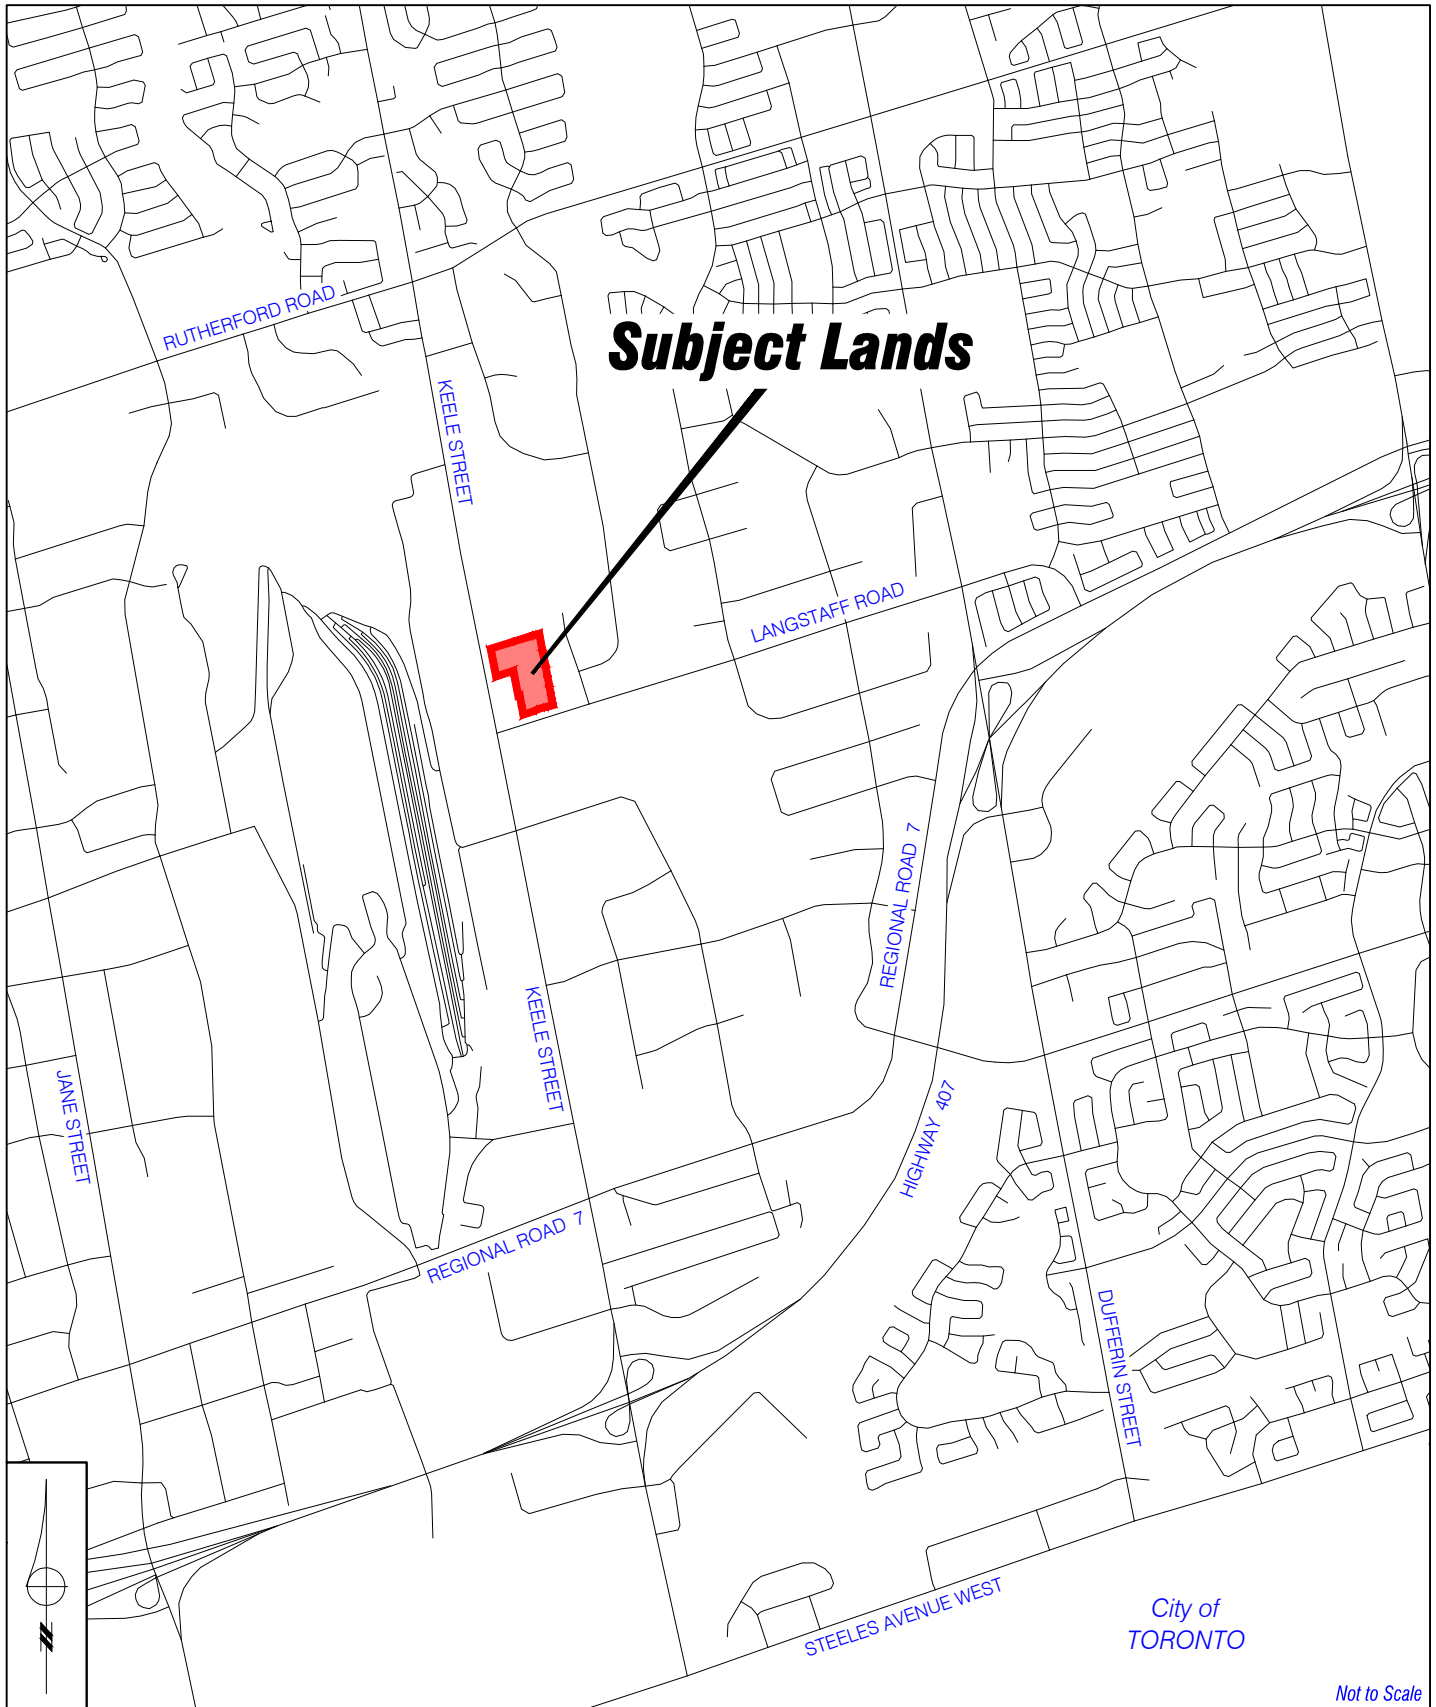 RUTHERFORD ROAD
Subject Lands
KEELE STREET
LANGSTAFF ROAD
REGIONAL ROAD 7
KEELE STREET
JANE STREET
HIGHWAY 407
REGIONAL ROAD 7
DUFFERIN STREET
STEELES AVENUE WEST
City of
TORONTO
N
Not to Scale